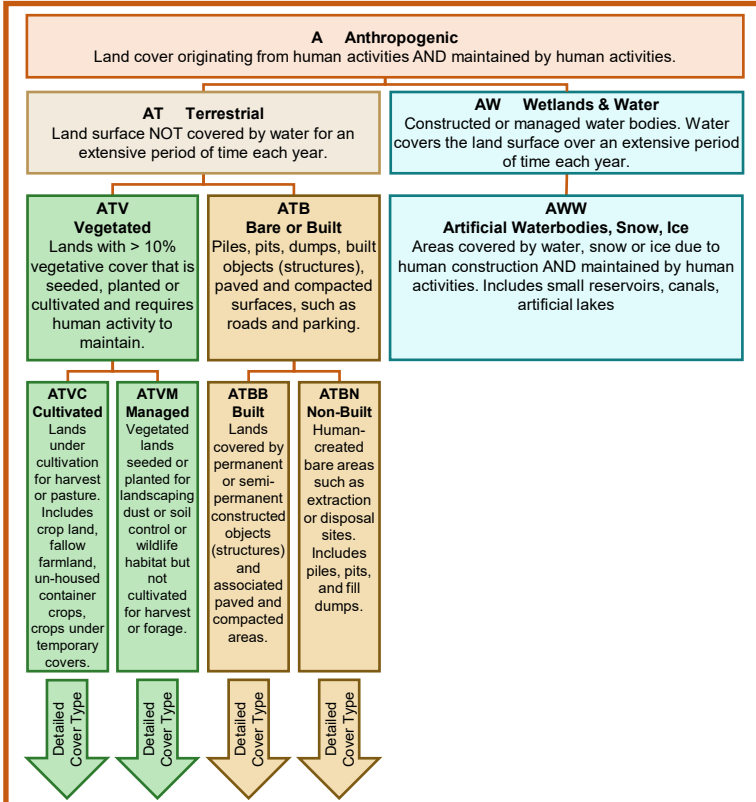 A Anthropogenic
Land cover originating from human activities AND maintained by human activities.
AT Terrestrial
Land surface NOT covered by water for an
extensive period of time each year.
AW Wetlands & Water
Constructed or managed water bodies. Water
covers the land surface over an extensive period
of time each year.
ATV
Vegetated
Lands with > 10%
vegetative cover that is
seeded, planted or
cultivated and requires
human activity to
maintain.
ATB
Bare or Built
Piles, pits, dumps, built
objects (structures),
paved and compacted
surfaces, such as
roads and parking.
AWW
Artificial Waterbodies, Snow, Ice
Areas covered by water, snow or ice due to
human construction AND maintained by human
activities. Includes small reservoirs, canals,
artificial lakes
ATVC
Cultivated
Lands
under
cultivation
for harvest
or pasture.
Includes
crop land,
fallow
farmland,
un-housed
container
crops,
crops under
temporary
covers.
ATVM
Managed
Vegetated
lands
seeded or
planted for
landscaping
dust or soil
control or
wildlife
habitat but
not
cultivated
for harvest
or forage.
ATBB
Built
Lands
covered by
permanent
or semi-
permanent
constructed
objects
(structures)
and
associated
paved and
compacted
areas.
ATBN
Non-Built
Human-
created
bare areas
such as
extraction
or disposal
sites.
Includes
piles, pits,
and fill
dumps.
Detailed
Cover Type
Detailed
Cover Type
Detailed
Cover Type
Detailed
Cover Type